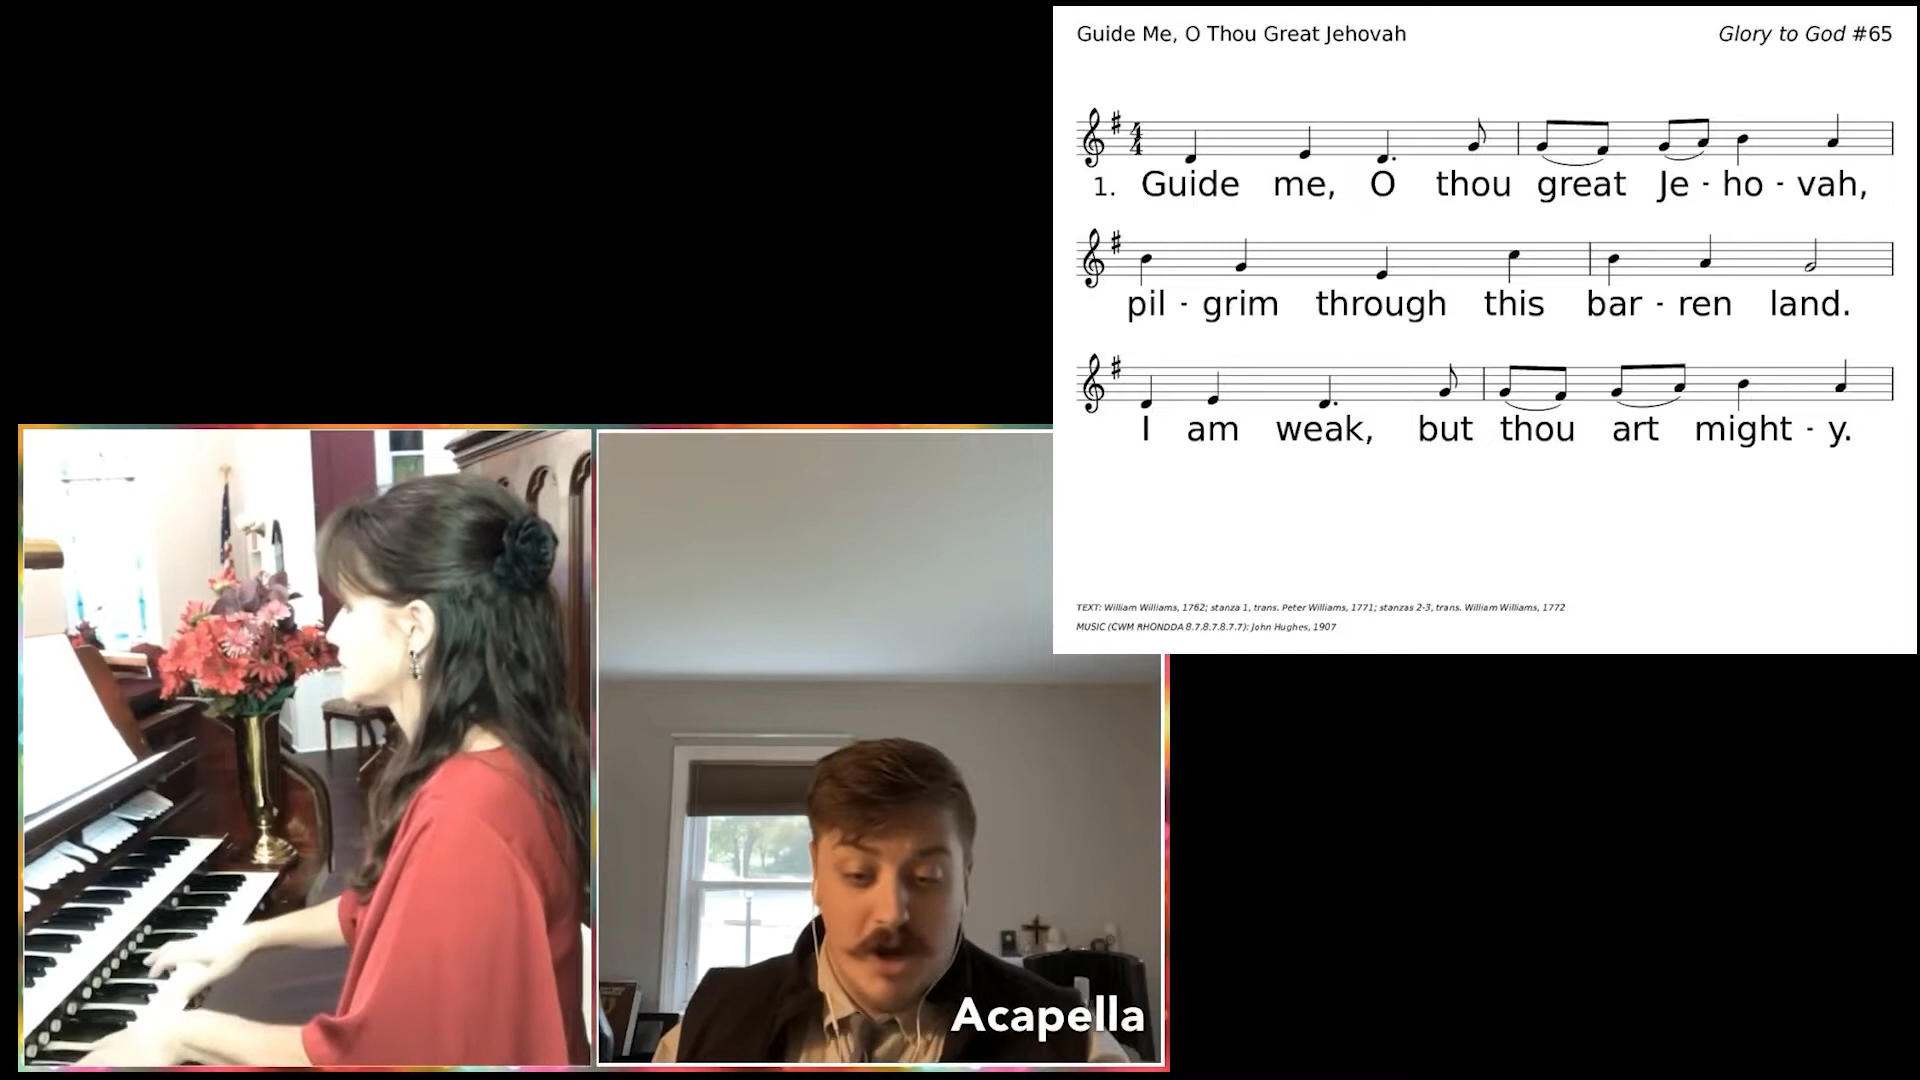 Guide Me, O Thou Great Jehovah Glory to God #65
1. Guide me, O thou great Je - ho - vah,
pil - grim through this bar - ren land.
I am weak, but thou art might - y.
TEXT: William Williams, 1762; stanza 1, trans. Peter Williams, 1771; stanzas 2-3, trans. William Williams, 1772
MUSIC (CWM RHONDDA 8.7.8.7.8.7.7): John Hughes, 1907
Acapella